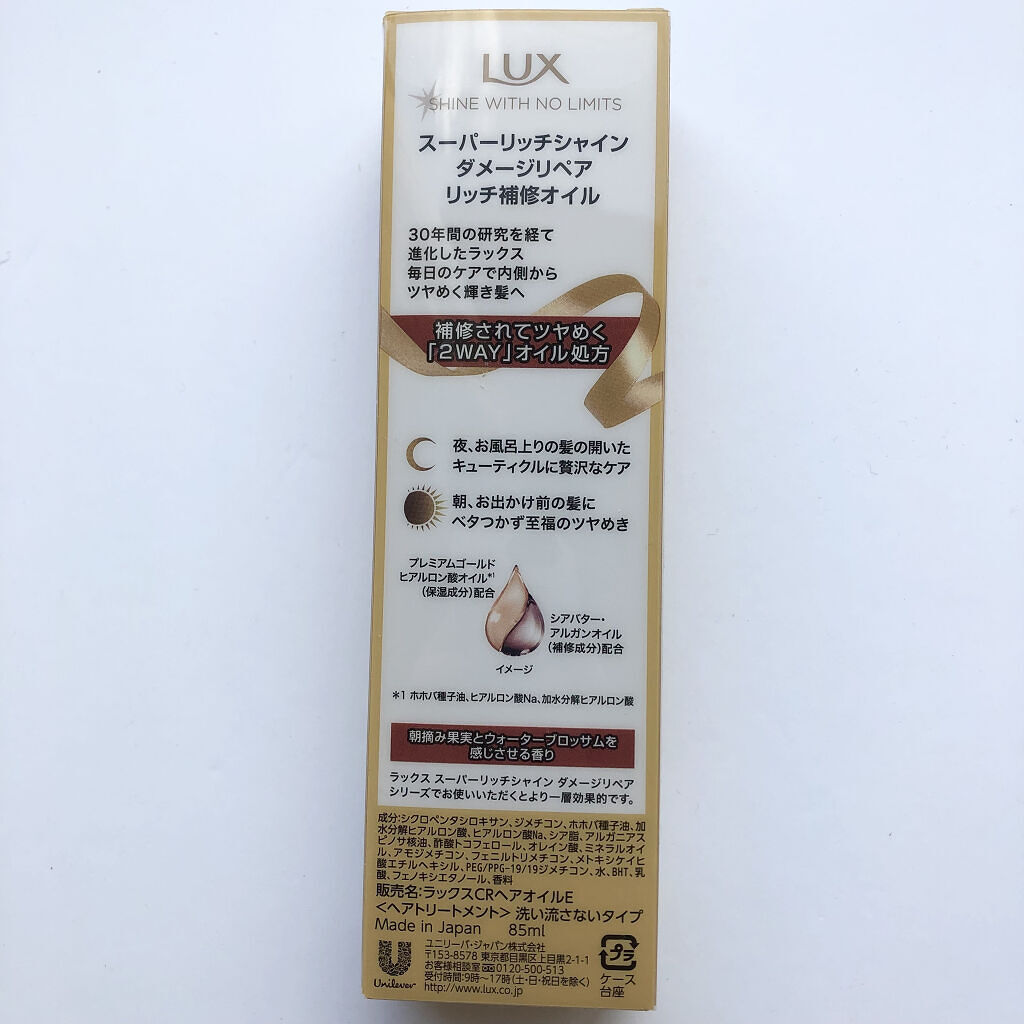 LUX
SHINE WITH NO LIMITS
スーパーリッチシャイン
ダメージリペア
リッチ補修オイル
30年間の研究を経て
進化したラックス
毎日のケアで内側から
ツヤめく輝き髪へ
補修されてツヤめく
「2WAY」オイル処方
夜、お風呂上りの髪の開いた
キューティクルに贅沢なケア
朝、お出かけ前の髪に
ベタつかず至福のツヤめき
プレミアムゴールド
ヒアルロン酸オイル*1
(保湿成分)配合
シアバター・
アルガンオイル
(補修成分)配合
イメージ
*1 ホホバ種子油、ヒアルロン酸Na、加水分解ヒアルロン酸
朝摘み果実とウォーターブロッサムを
感じさせる香り
ラックス スーパーリッチシャイン ダメージリペア
シリーズでお使いいただくとより一層効果的です。
成分:シクロペンタシロキサン、ジメチコン、ホホバ種子油、加
水分解ヒアルロン酸、ヒアルロン酸Na、シア脂、アルガニアス
ピノサ核油、酢酸トコフェロール、オレイン酸、ミネラルオイ
ル、アモジメチコン、フェニルトリメチコン、メトキシケイヒ
酸エチルヘキシル、PEG/PPG-19/19ジメチコン、水、BHT、乳
酸、フェノキシエタノール、香料
販売名:ラックスCRヘアオイルE
<ヘアトリートメント> 洗い流さないタイプ
Made in Japan 85ml
ユニリーバ・ジャパン株式会社
〒153-8578 東京都目黒区上目黒2-1-1
お客様相談室 0120-500-513
受付時間:9時〜17時(土・日・祝日を除く)
http://www.lux.co.jp
Unilever
プラ
ケース
台座